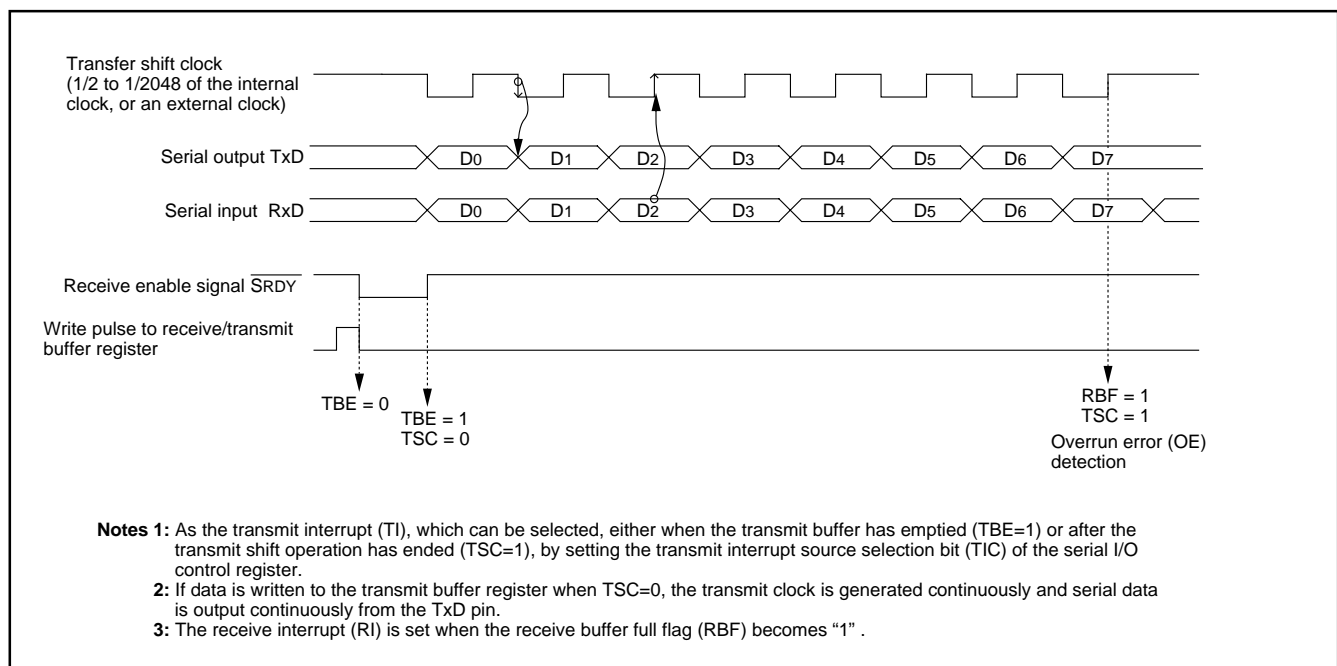 Transfer shift clock
(1/2 to 1/2048 of the internal
clock, or an external clock)
Serial output TxD
D0 D1 D2 D3 D4 D5 D6 D7
Serial input RxD
D0 D1 D2 D3 D4 D5 D6 D7
Receive enable signal SRDY
Write pulse to receive/transmit
buffer register
TBE = 0
TBE = 1
TSC = 0
RBF = 1
TSC = 1
Overrun error (OE)
detection
Notes 1: As the transmit interrupt (TI), which can be selected, either when the transmit buffer has emptied (TBE=1) or after the
transmit shift operation has ended (TSC=1), by setting the transmit interrupt source selection bit (TIC) of the serial I/O
control register.
2: If data is written to the transmit buffer register when TSC=0, the transmit clock is generated continuously and serial data
is output continuously from the TxD pin.
3: The receive interrupt (RI) is set when the receive buffer full flag (RBF) becomes “1” .